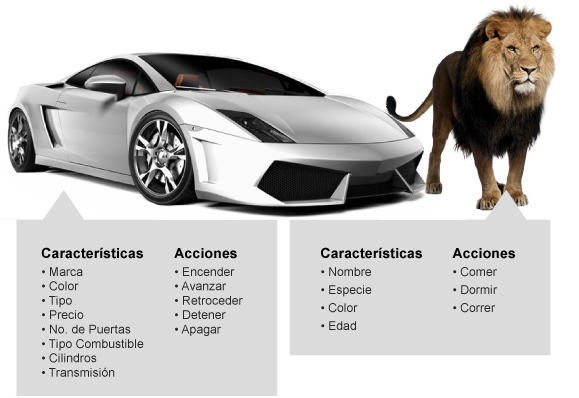 Características
• Marca
• Color
• Tipo
• Precio
• No. de Puertas
• Tipo Combustible
• Cilindros
• Transmisión
Acciones
• Encender
• Avanzar
• Retroceder
• Detener
• Apagar
Características
• Nombre
• Especie
• Color
• Edad
Acciones
• Comer
• Dormir
• Correr